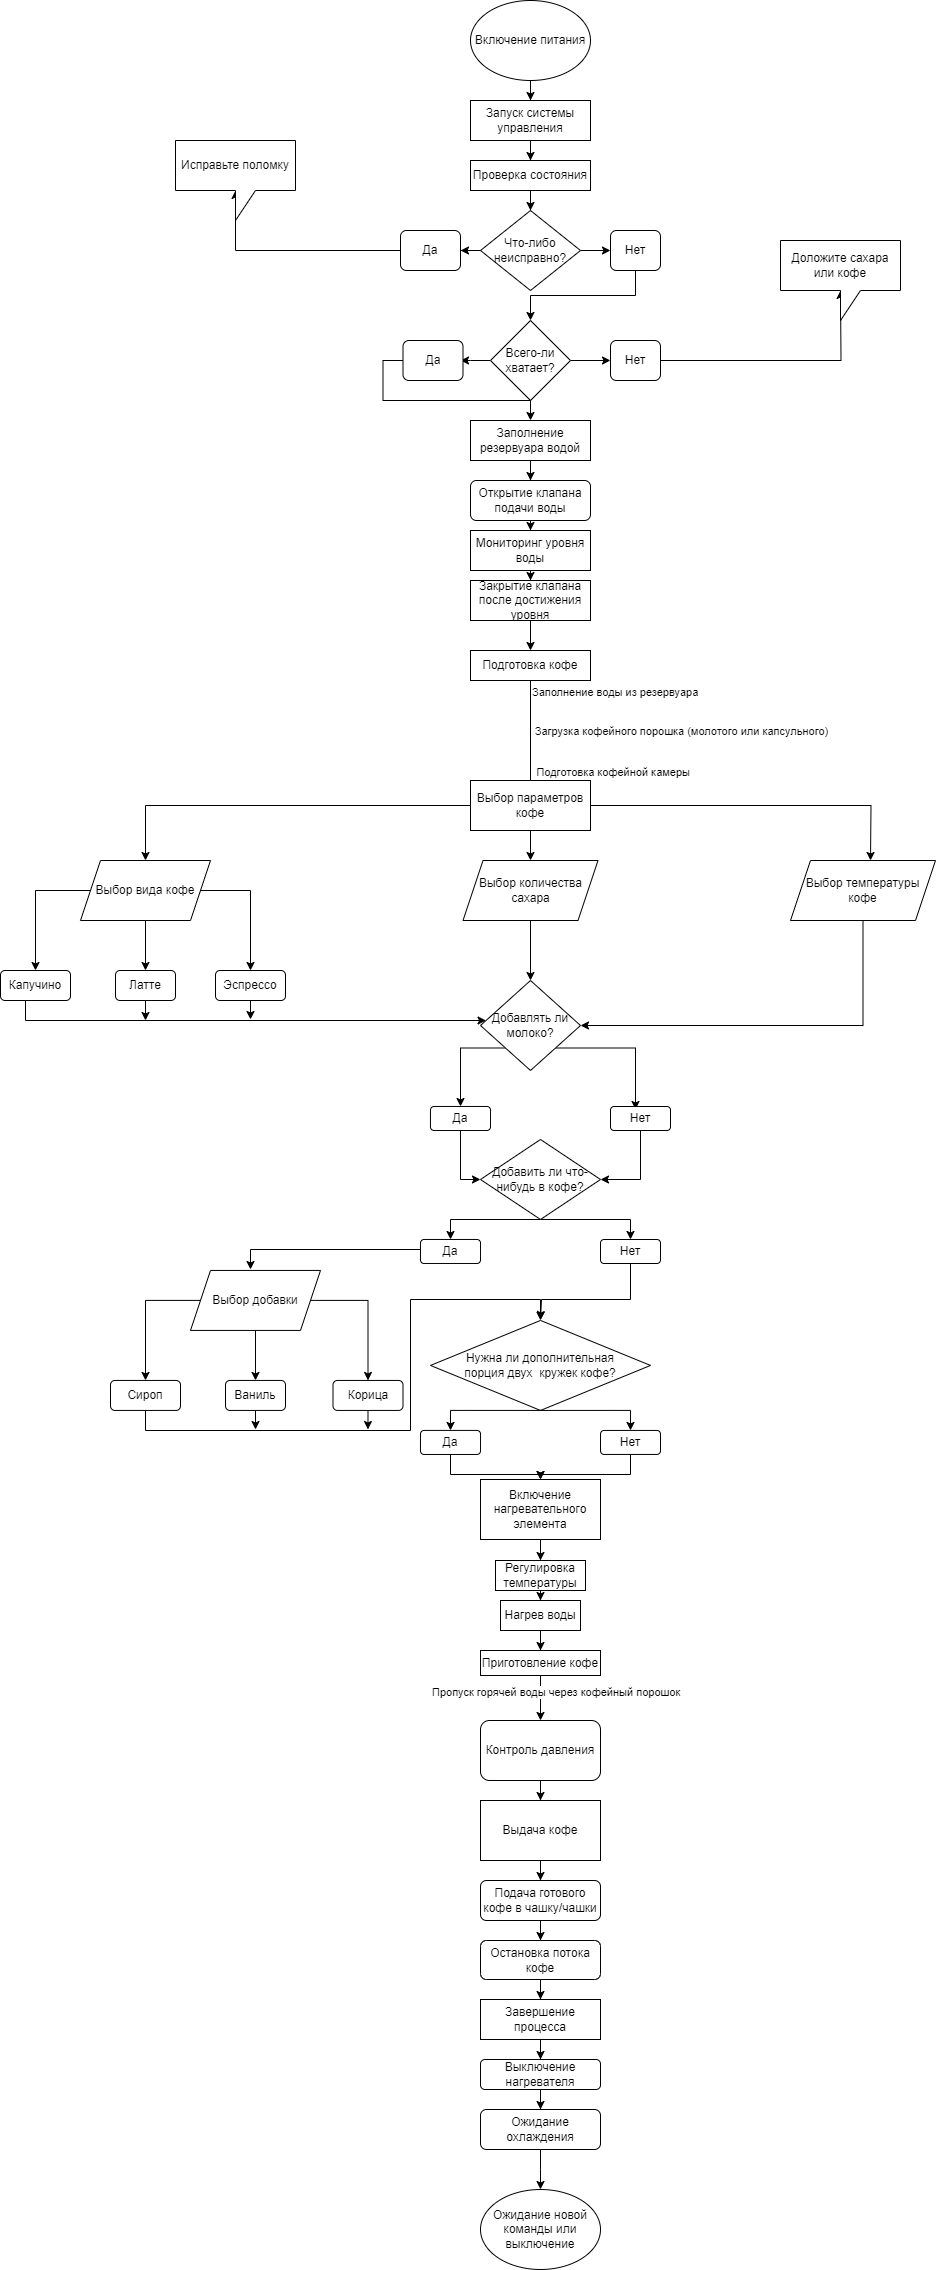 Включение питания
Запуск системы
управления
Исправьте поломку
Проверка состояния
Что-либо
неисправно?
Да
Нет
Доложите сахара
или кофе
Всего-ли
хватает?
Да
Нет
Заполнение
резервуара водой
Открытие клапана
подачи воды
Мониторинг уровня
воды
Закрытие клапана
после достижения
уровня
Подготовка кофе
Заполнение воды из резервуара
Загрузка кофейного порошка (молотого или капсульного)
Подготовка кофейной камеры
Выбор параметров
кофе
Выбор вида кофе
Выбор количества
сахара
Выбор температуры
кофе
Капучино
Латте
Эспрессо
Добавлять ли
молоко?
Да
Нет
Добавить ли что-
нибудь в кофе?
Да
Нет
Выбор добавки
Сироп
Ваниль
Корица
Нужна ли дополнительная
порция двух кружек кофе?
Да
Нет
Включение
нагревательного
элемента
Регулировка
температуры
Нагрев воды
Приготовление кофе
Пропуск горячей воды через кофейный порошок
Контроль давления
Выдача кофе
Подача готового
кофе в чашку/чашки
Остановка потока
кофе
Завершение
процесса
Выключение
нагревателя
Ожидание
охлаждения
Ожидание новой
команды или
выключение